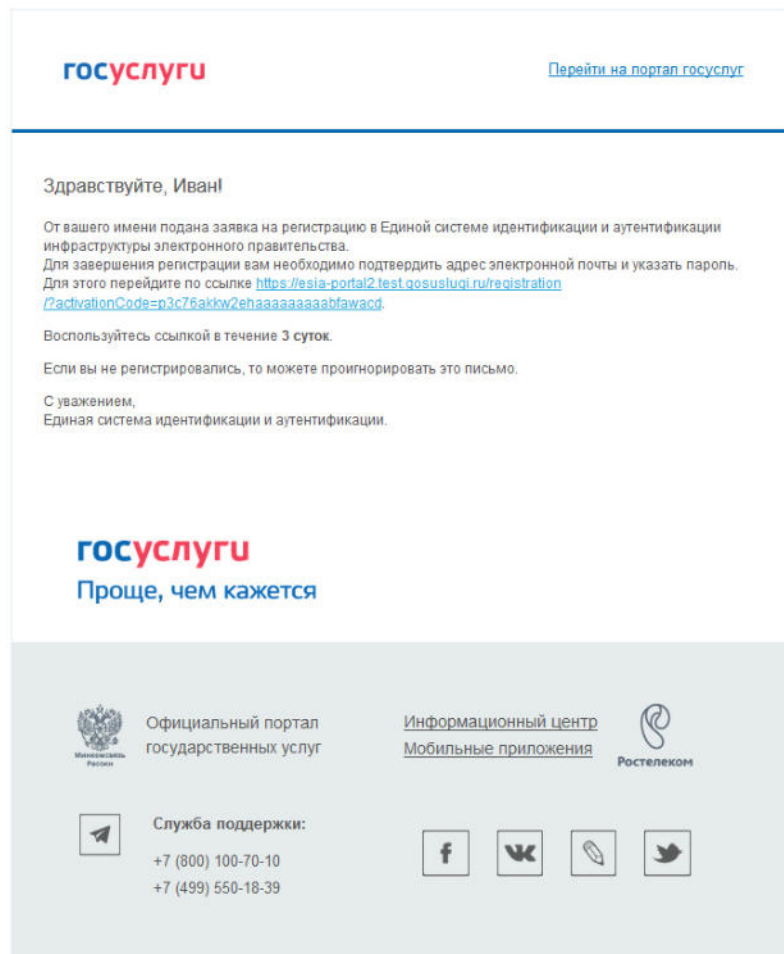 госуслуги
Перейти на портал госуслуг
Здравствуйте, Иван!
От вашего имени подана заявка на регистрацию в Единой системе идентификации и аутентификации
инфраструктуры электронного правительства.
Для завершения регистрации вам необходимо подтвердить адрес электронной почты и указать пароль.
Для этого перейдите по ссылке https://esia-portal2.test.gosuslugi.ru/registration
/?activationCode=p3c76akkw2ehaaaaaaaaabfawacd.
Воспользуйтесь ссылкой в течение 3 суток.
Если вы не регистрировались, то можете проигнорировать это письмо.
С уважением,
Единая система идентификации и аутентификации.
госуслуги
Проще, чем кажется
Официальный портал
государственных услуг
Минкомсвязь
России
Информационный центр
Мобильные приложения
Ростелеком
Служба поддержки:
+7 (800) 100-70-10
+7 (499) 550-18-39